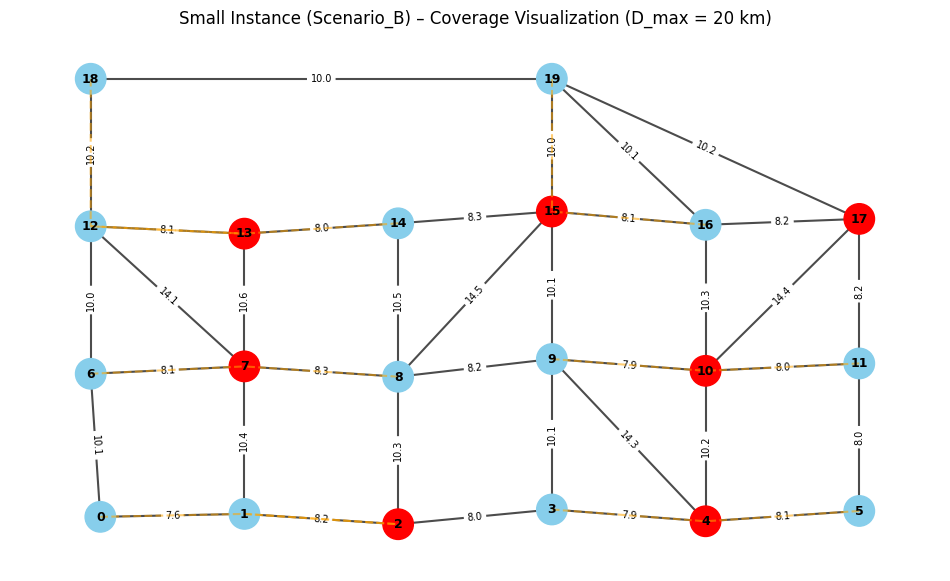 Small Instance (Scenario_B) – Coverage Visualization (D_max = 20 km)
18 10.0 19
10.2 10.0 10.1 10.2
12 8.1 13 8.0 14 8.3 15 8.1 16 8.2 17
10.0 14.1 10.6 10.5 14.5 10.1 10.3 14.4 8.2
6 8.1 7 8.3 8 8.2 9 7.9 10 8.0 11
10.1 10.4 10.3 10.1 14.3 10.2 8.0
0 7.6 1 8.2 2 8.0 3 7.9 4 8.1 5